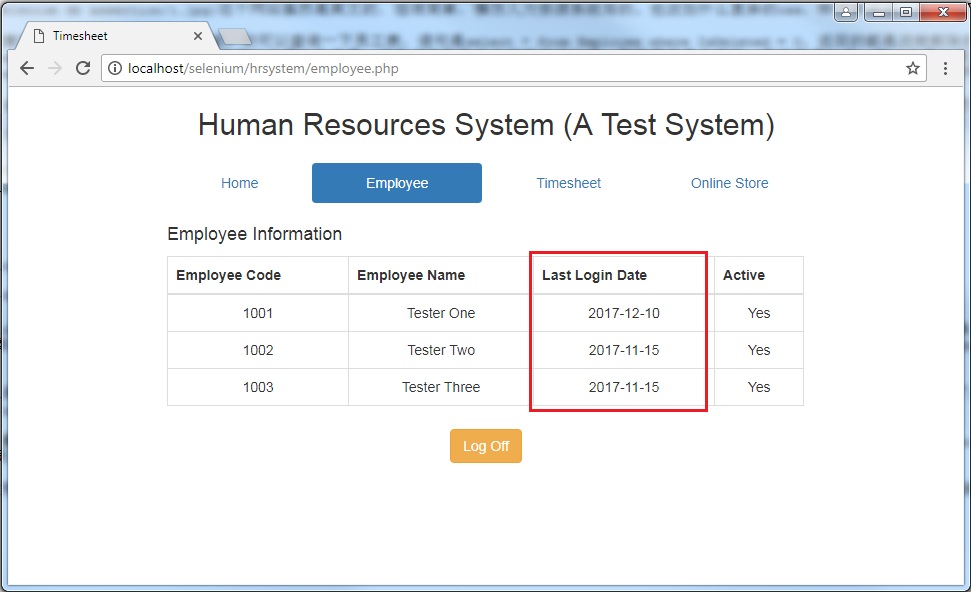 Timesheet
localhost/selenium/hrsystem/employee.php
Human Resources System (A Test System)
Home Employee Timesheet Online Store
Employee Information
Employee Code Employee Name Last Login Date Active
1001 Tester One 2017-12-10 Yes
1002 Tester Two 2017-11-15 Yes
1003 Tester Three 2017-11-15 Yes
Log Off